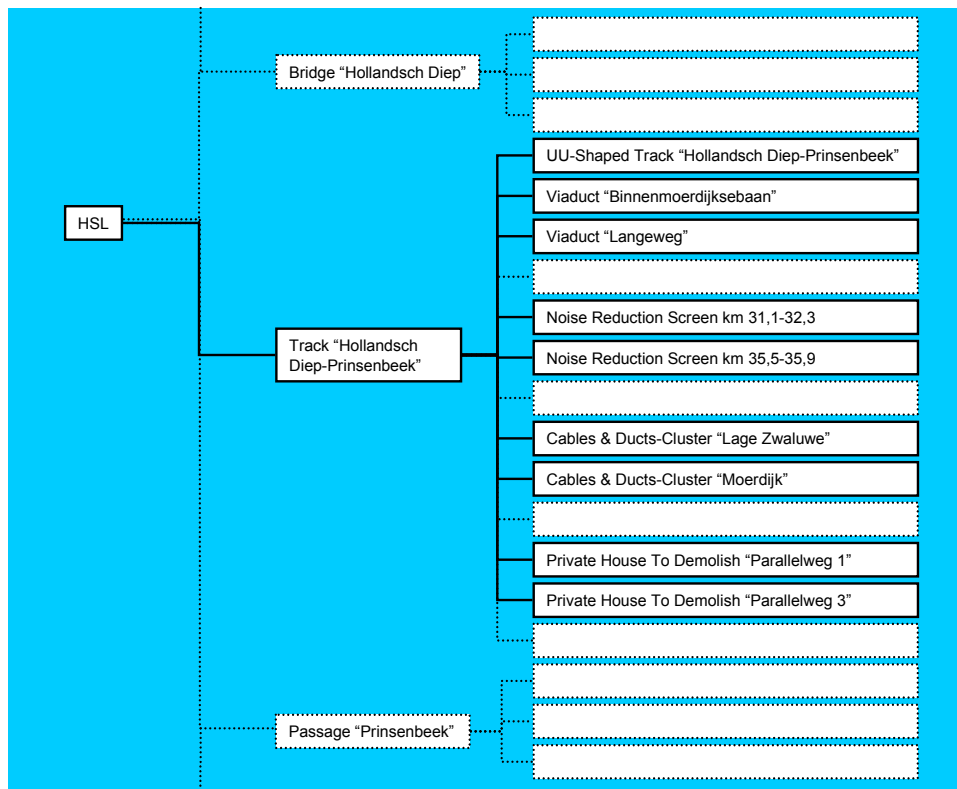 Bridge “Hollandsch Diep”
UU-Shaped Track “Hollandsch Diep-Prinsenbeek”
Viaduct “Binnenmoerdijksebaan”
HSL
Viaduct “Langeweg”
Noise Reduction Screen km 31,1-32,3
Track “Hollandsch
Diep-Prinsenbeek”
Noise Reduction Screen km 35,5-35,9
Cables & Ducts-Cluster “Lage Zwaluwe”
Cables & Ducts-Cluster “Moerdijk”
Private House To Demolish “Parallelweg 1”
Private House To Demolish “Parallelweg 3”
Passage “Prinsenbeek”